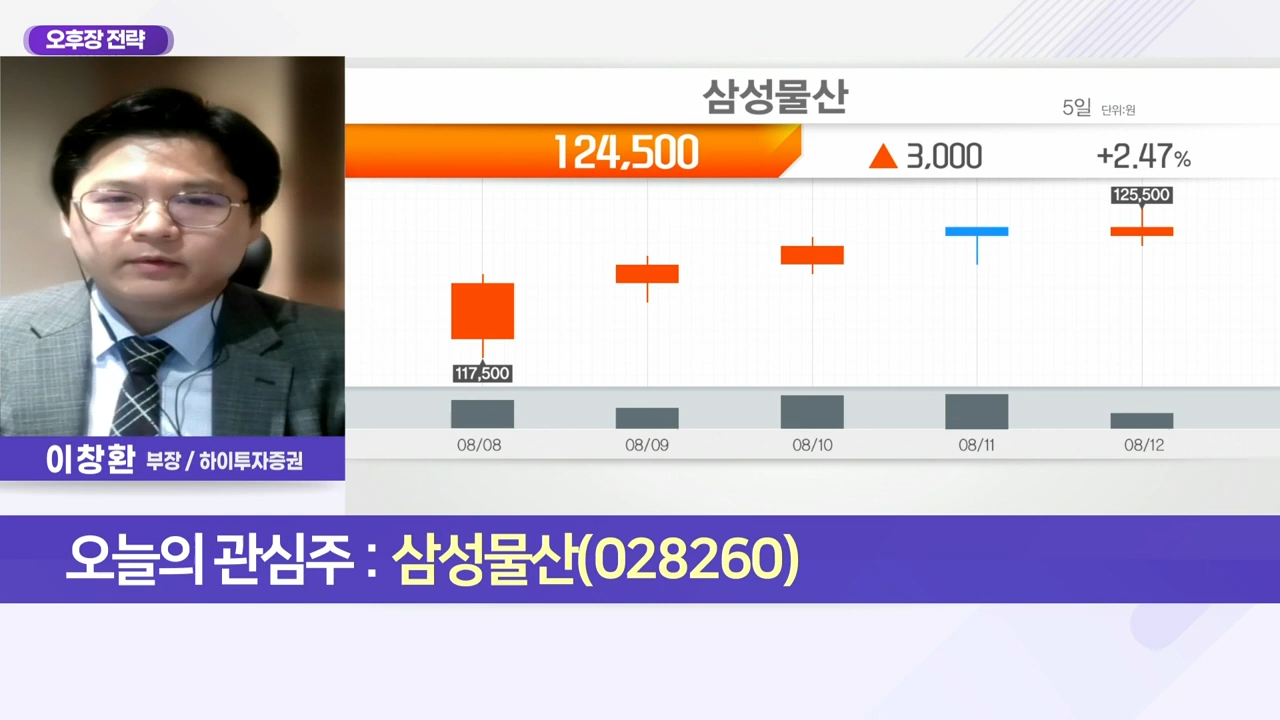 오후장 전략
삼성물산
5일 단위:원
124,500 ▲ 3,000 +2.47%
125,500
117,500
08/08 08/09 08/10 08/11 08/12
이창환 부장 / 하이투자증권
오늘의 관심주 : 삼성물산(028260)